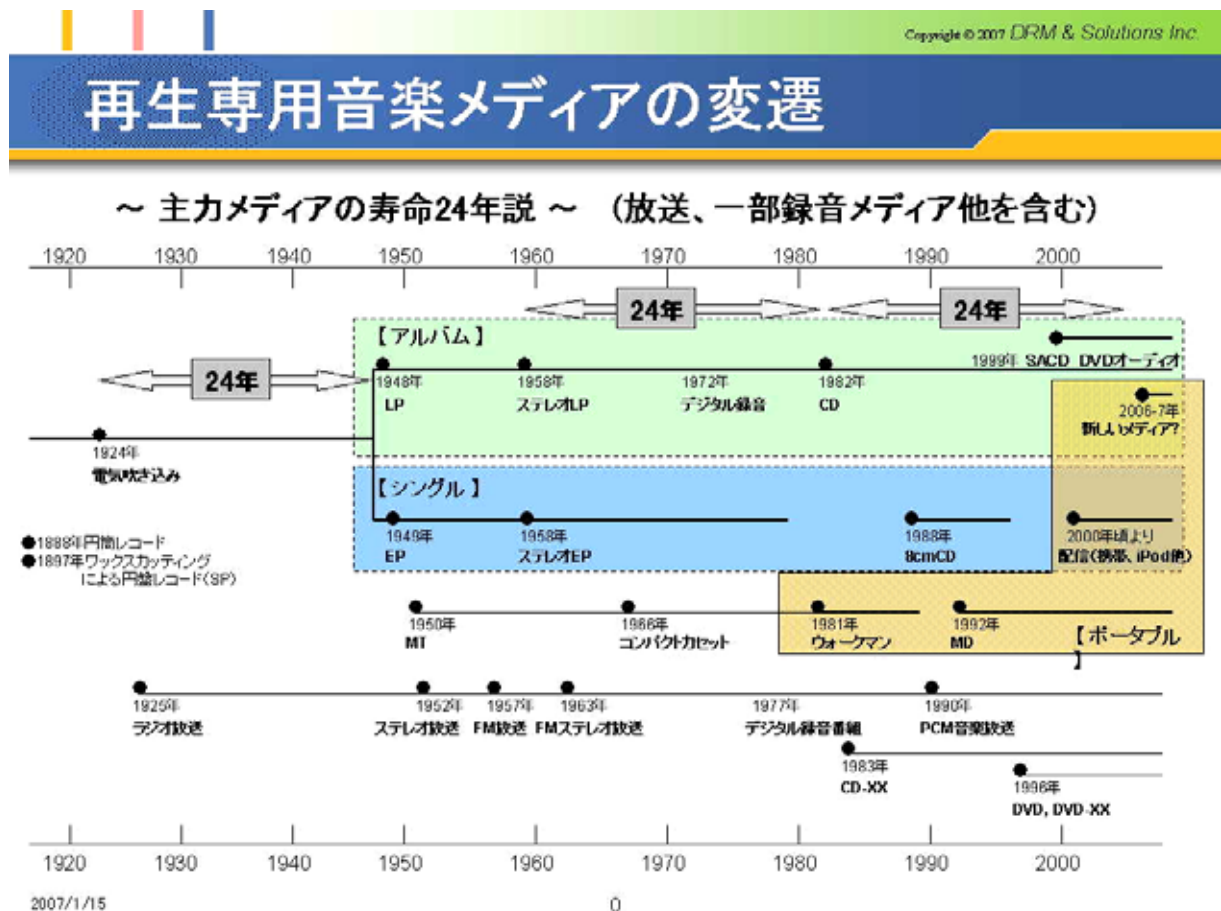 Copyright © 2007 DRM & Solutions Inc.
再生専用音楽メディアの変遷
～ 主力メディアの寿命24年説 ～ (放送、一部録音メディア他を含む)
1920 1930 1940 1950 1960 1970 1980 1990 2000
24年 24年
【アルバム】
1999年 SACD DVDオーディオ
24年
1948年 1958年 1972年 1982年
LP ステレオLP デジタル録音 CD
2006-7年
新しいメディア?
1924年
電気吹き込み
【シングル】
1949年 1958年 1988年 2000年頃より
EP ステレオEP 8cmCD 配信(携帯、iPod他)
●1888年円筒レコード
●1897年ワックスカッティング
による円盤レコード(SP)
1950年 1966年 1981年 1992年
MT コンパクトカセット ウォークマン MD
【ポータブル
】
1925年 1952年 1957年 1963年 1977年 1990年
ラジオ放送 ステレオ放送 FM放送 FMステレオ放送 デジタル録音番組 PCM音楽放送
1983年
CD-XX
1996年
DVD, DVD-XX
1920 1930 1940 1950 1960 1970 1980 1990 2000
2007/1/15 0